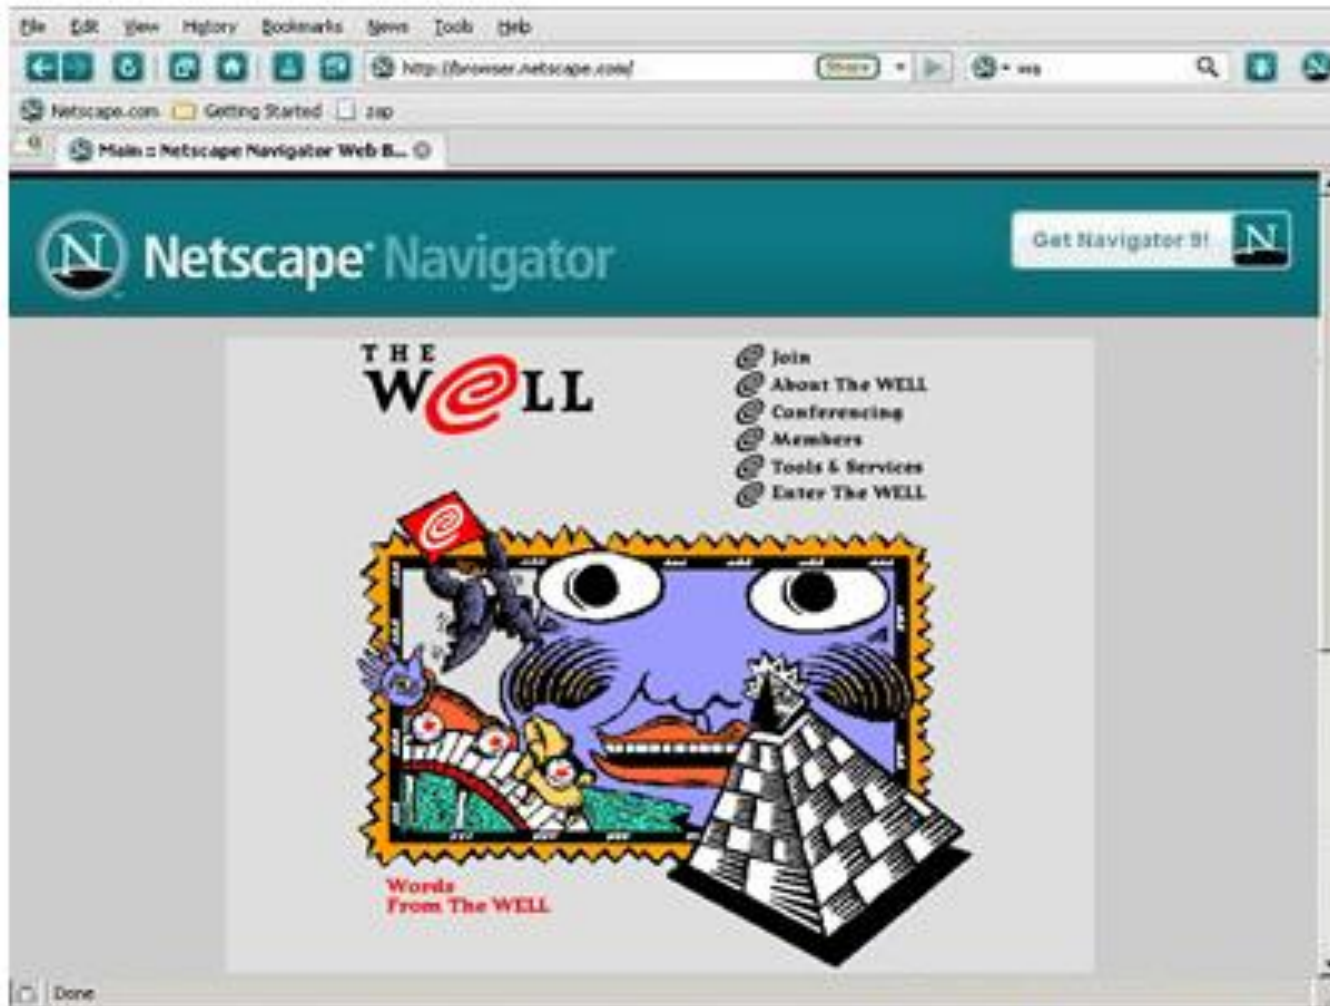 File Edit View History Bookmarks News Tools Help
http://browser.netscape.com/ Share
Netscape.com Getting Started zap
Main :: Netscape Navigator Web B...
N Netscape Navigator
Get Navigator 9! N
THE
W@LL
Join
About The WELL
Conferencing
Members
Tools & Services
Enter The WELL
Words
From The WELL
Done